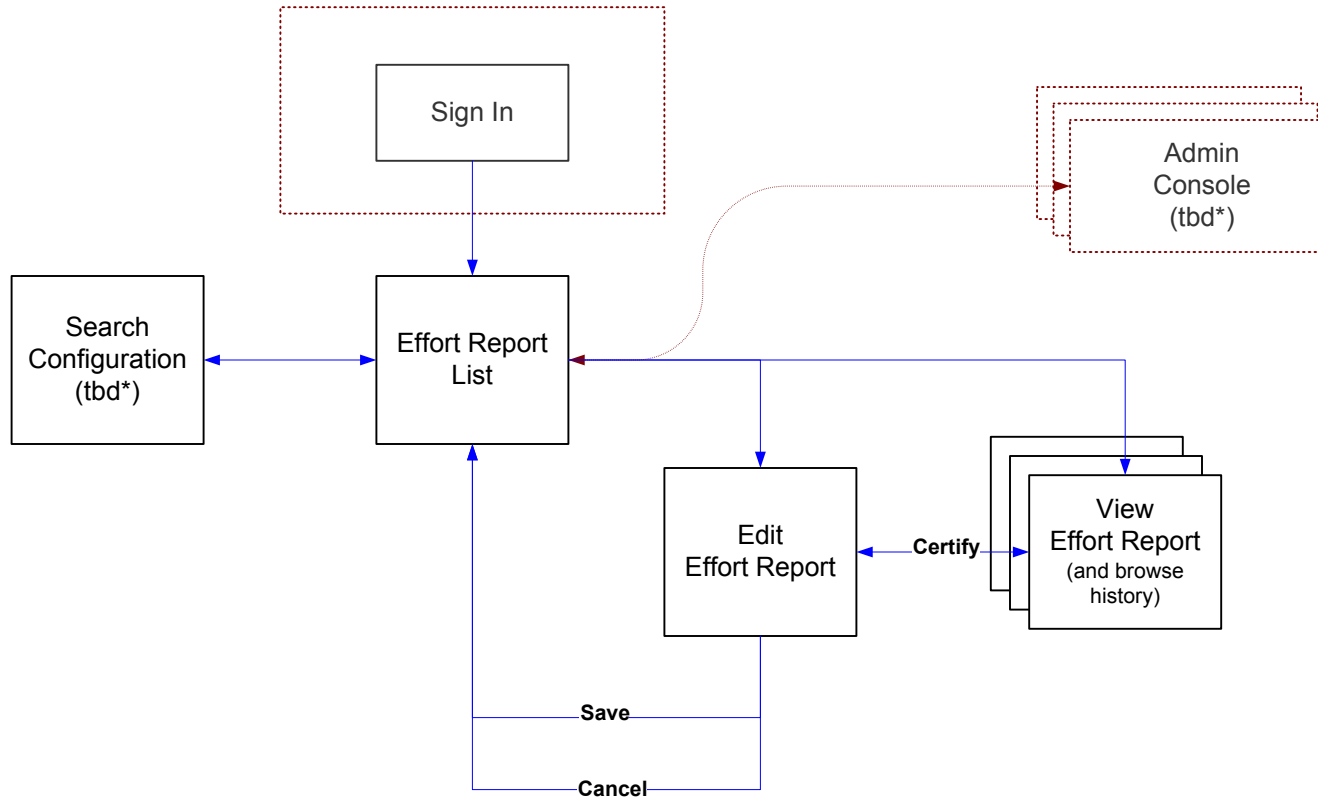 Sign In
Admin
Console
(tbd*)
Search
Configuration
(tbd*)
Effort Report
List
Edit
Effort Report
Certify
View
Effort Report
(and browse
history)
Save
Cancel